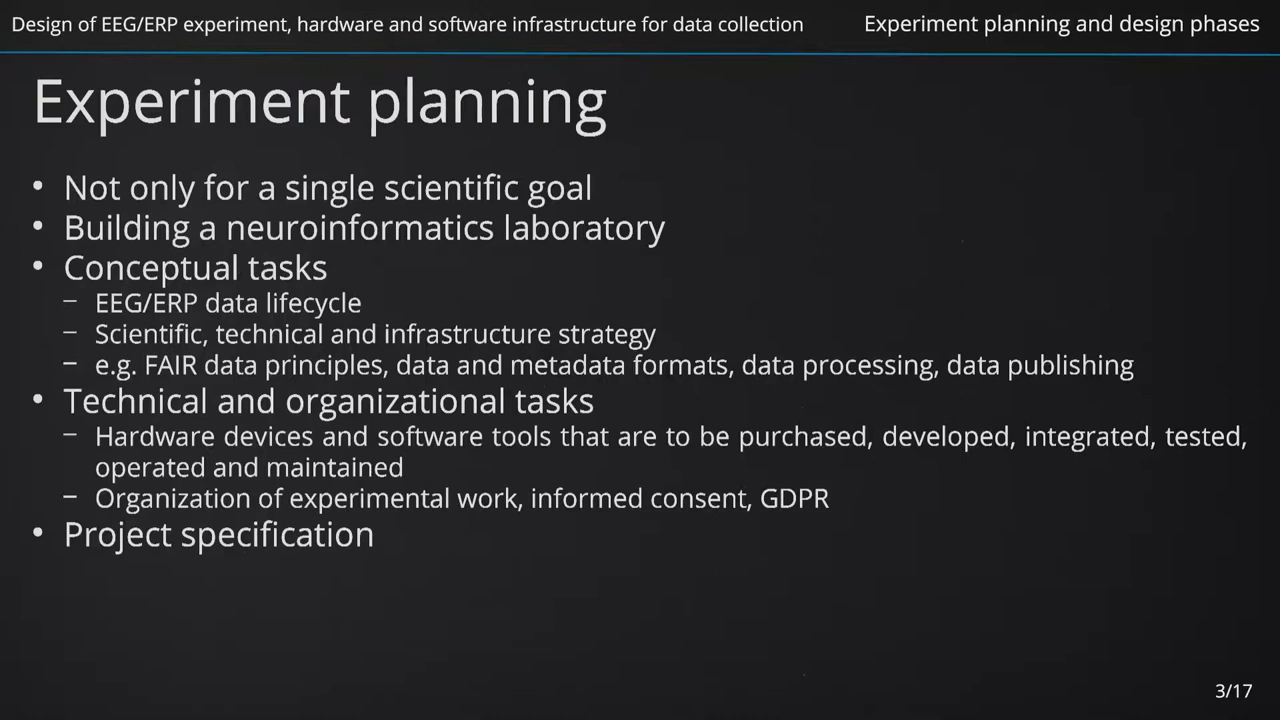 Design of EEG/ERP experiment, hardware and software infrastructure for data collection
Experiment planning and design phases
Experiment planning
• Not only for a single scientific goal
• Building a neuroinformatics laboratory
• Conceptual tasks
– EEG/ERP data lifecycle
– Scientific, technical and infrastructure strategy
– e.g. FAIR data principles, data and metadata formats, data processing, data publishing
• Technical and organizational tasks
– Hardware devices and software tools that are to be purchased, developed, integrated, tested,
operated and maintained
– Organization of experimental work, informed consent, GDPR
• Project specification
3/17